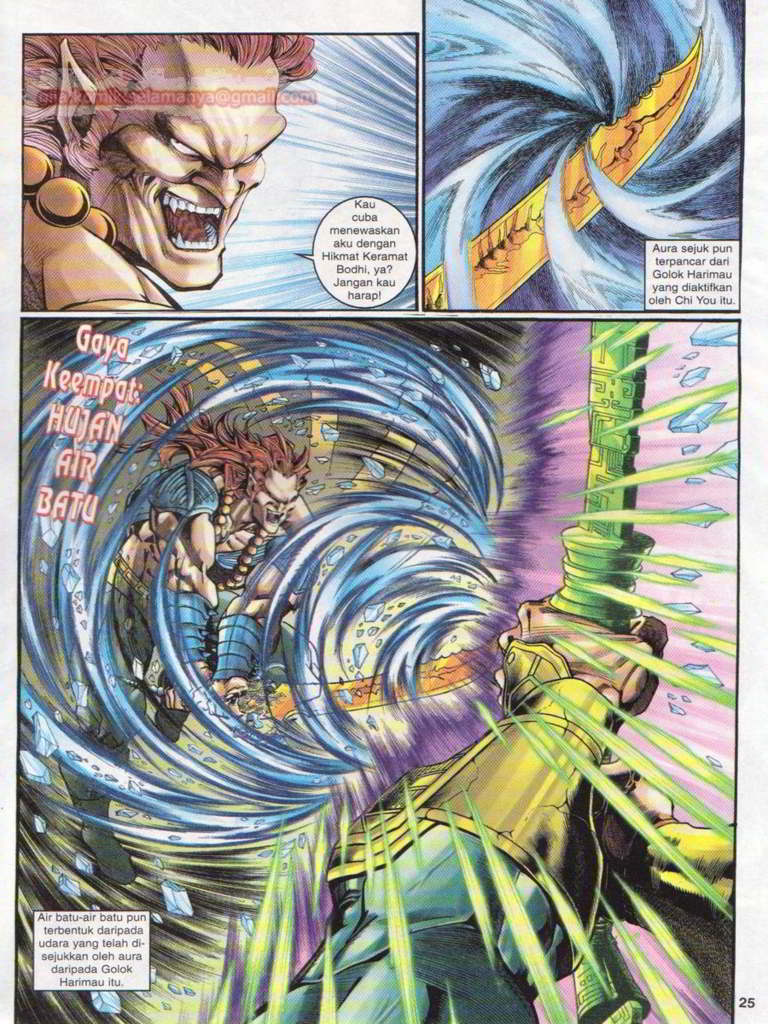 Kau
cuba
menewaskan
aku dengan
Hikmat Keramat
Bodhi, ya?
Jangan kau
harap!
Aura sejuk pun
terpancar dari
Golok Harimau
yang diaktifkan
oleh Chi You itu.
Gaya
Keempat:
HUJAN
AIR
BATU
Air batu-air batu pun
terbentuk daripada
udara yang telah di-
sejukkan oleh aura
daripada Golok
Harimau itu.
25